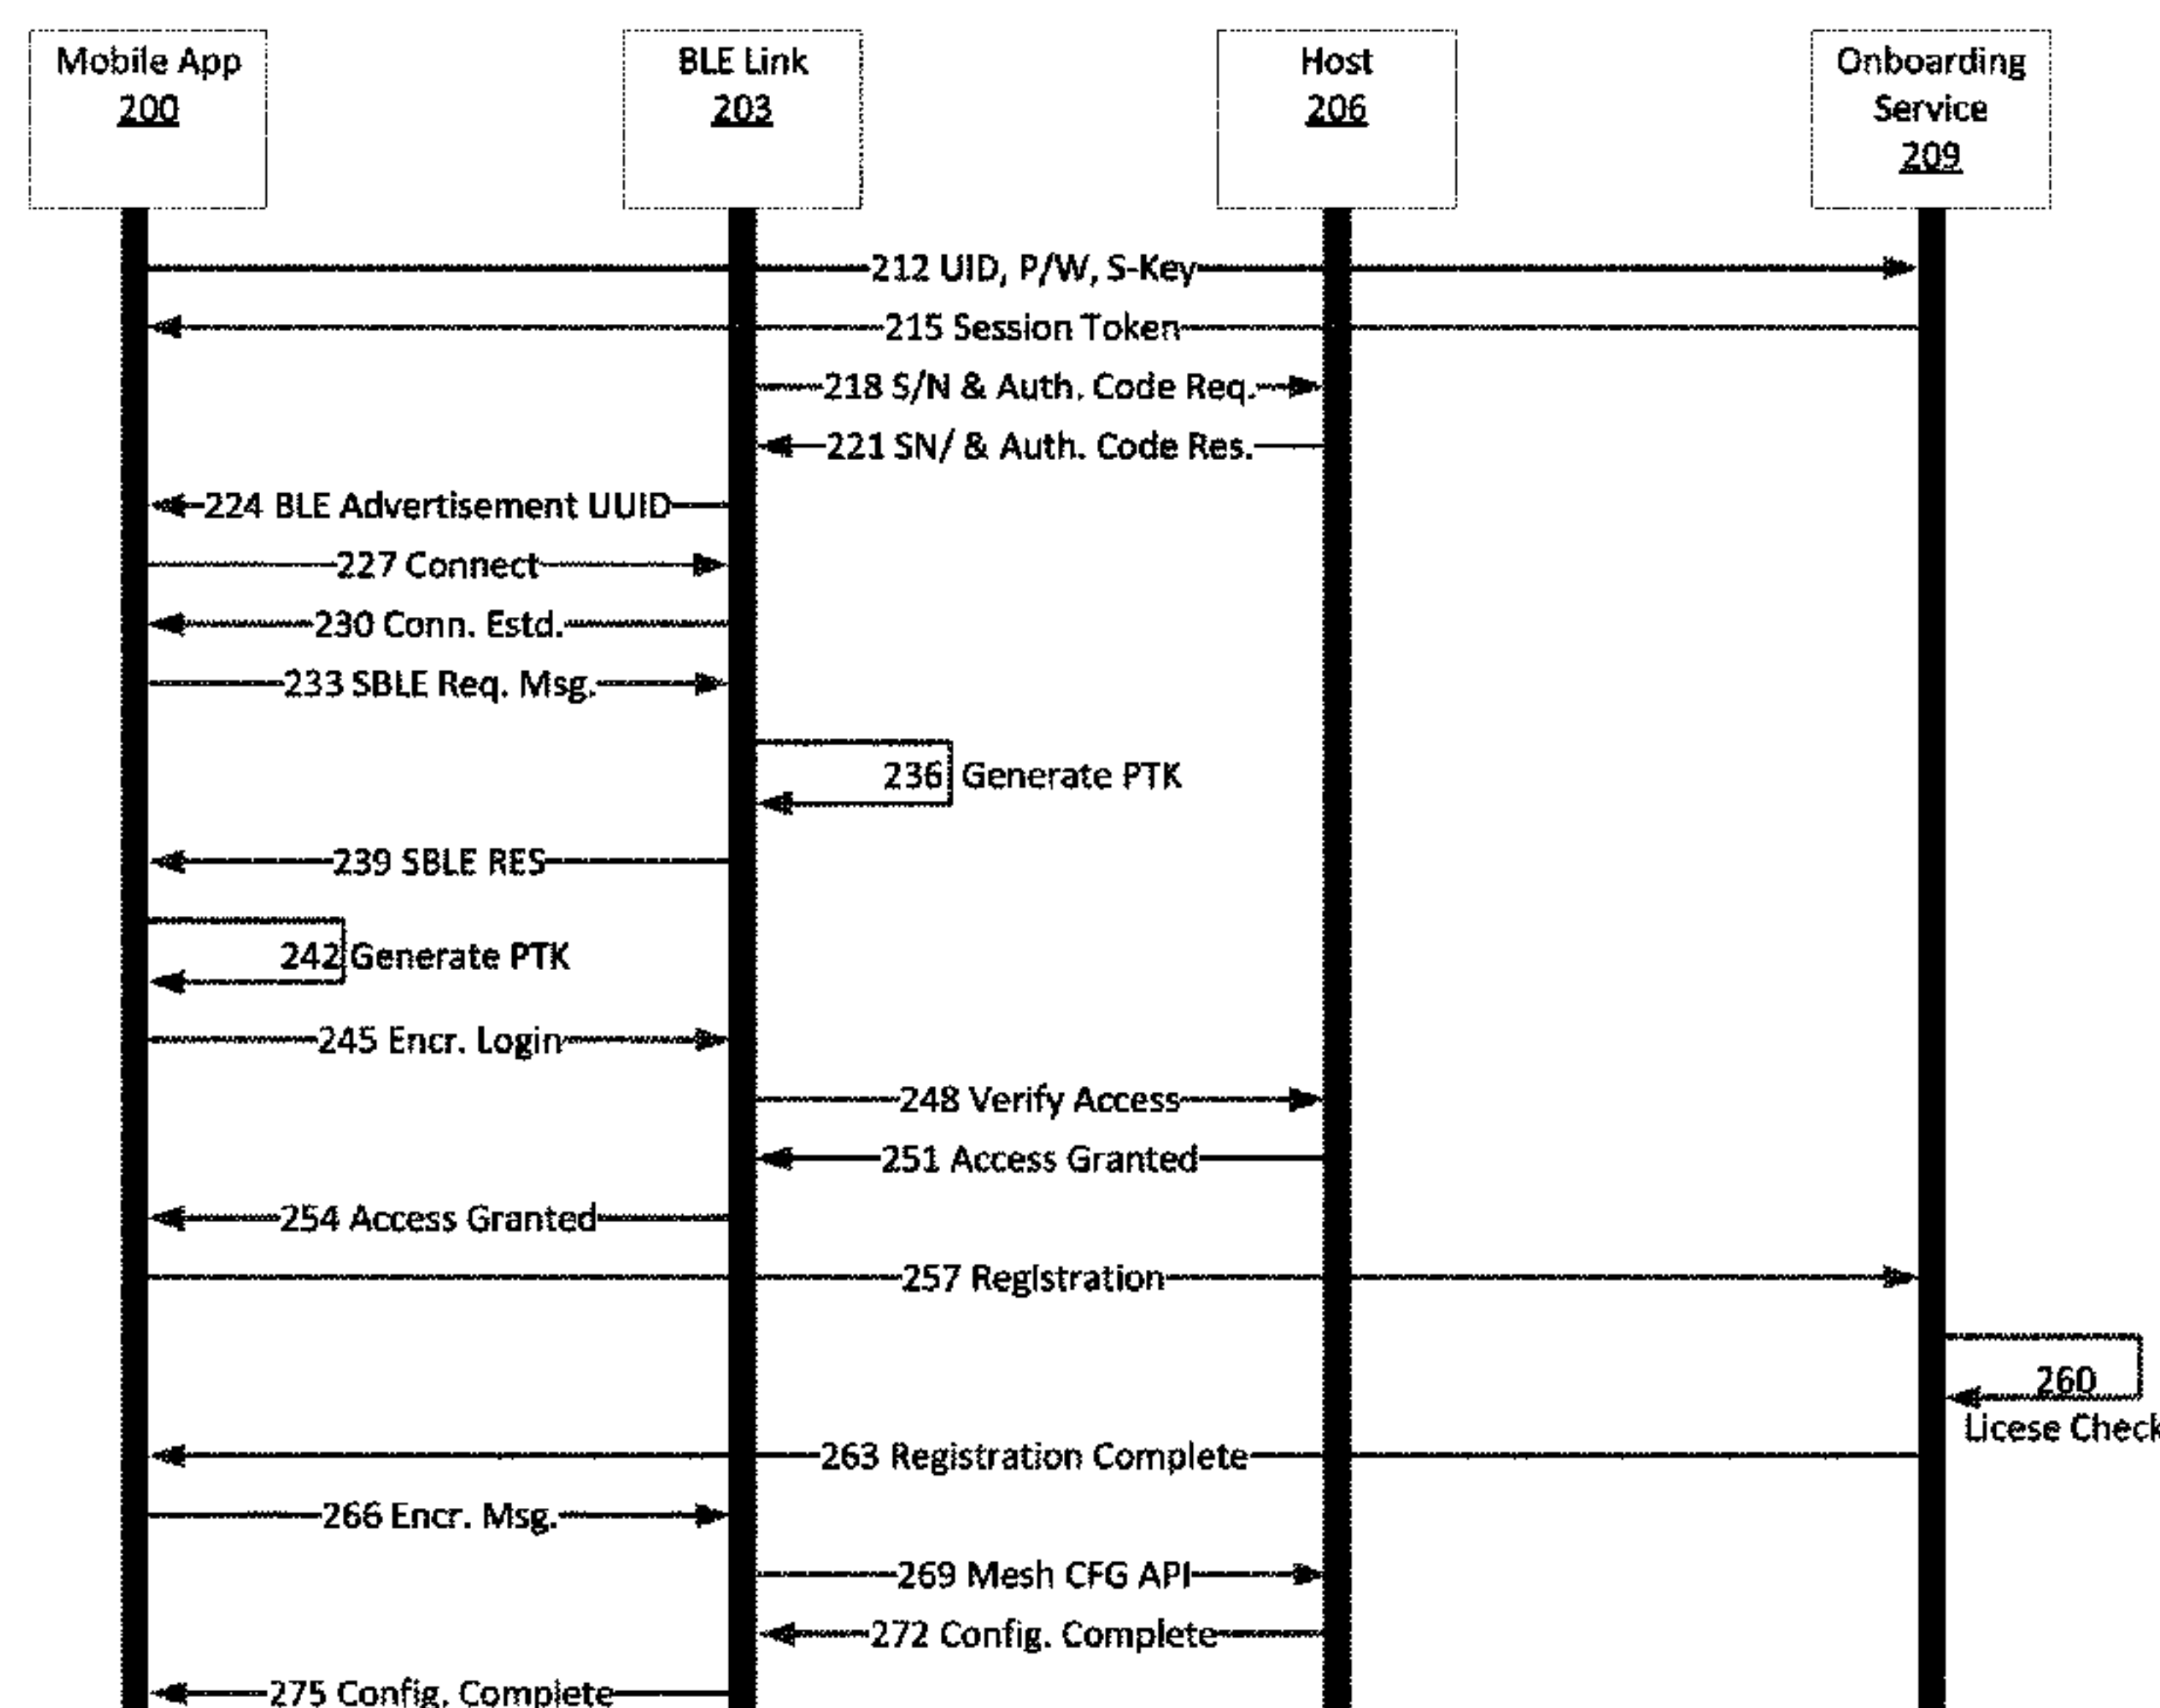 Mobile App
200
BLE Link
203
Host
206
Onboarding
Service
209
212 UID, P/W, S-Key
215 Session Token
218 S/N & Auth. Code Req.
221 SN/ & Auth. Code Res.
224 BLE Advertisement UUID
227 Connect
230 Conn. Estd.
233 SBLE Req. Msg.
236 Generate PTK
239 SBLE RES
242 Generate PTK
245 Encr. Login
248 Verify Access
251 Access Granted
254 Access Granted
257 Registration
260
Licese Check
263 Registration Complete
266 Encr. Msg.
269 Mesh CFG API
272 Config. Complete
275 Config. Complete